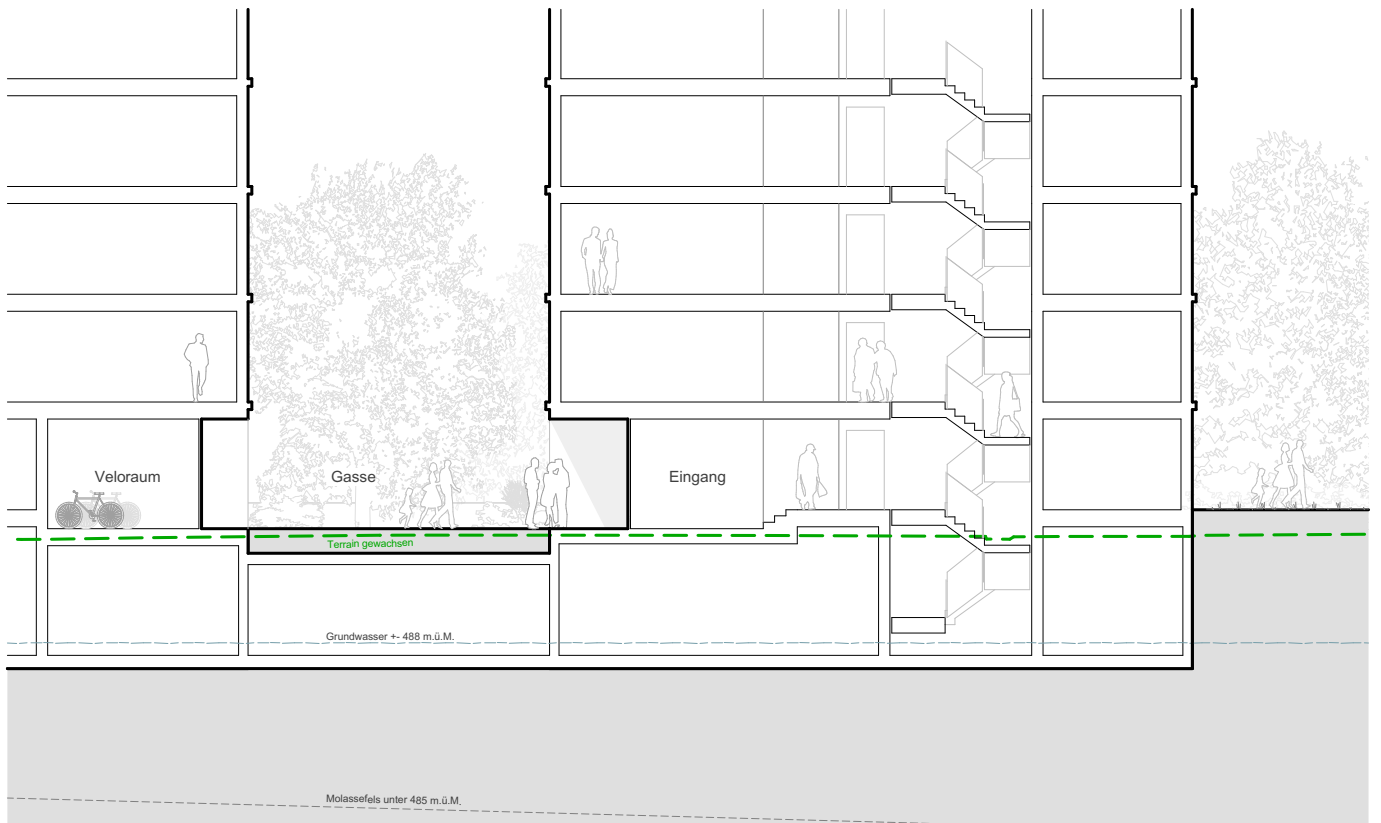 Veloraum
Gasse
Eingang
Terrain gewachsen
Grundwasser +- 488 m.ü.M.
Molassefels unter 485 m.ü.M.